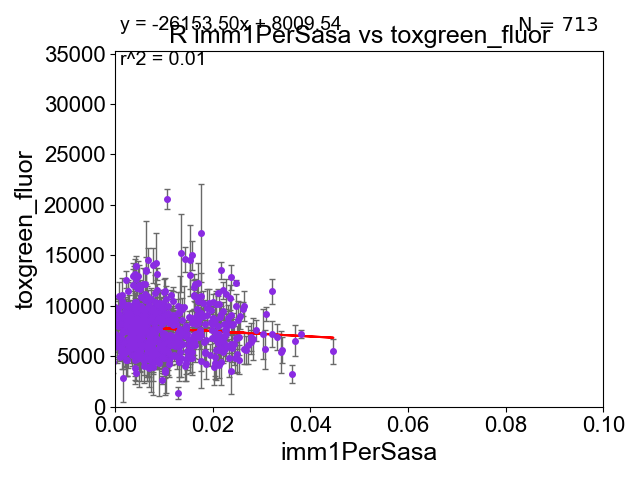 y = -26153.50x + 8009.54
N = 713
R imm1PerSasa vs toxgreen_fluor
r^2 = 0.01
35000
30000
25000
20000
15000
10000
5000
0
toxgreen_fluor
0.00 0.02 0.04 0.06 0.08 0.10
imm1PerSasa